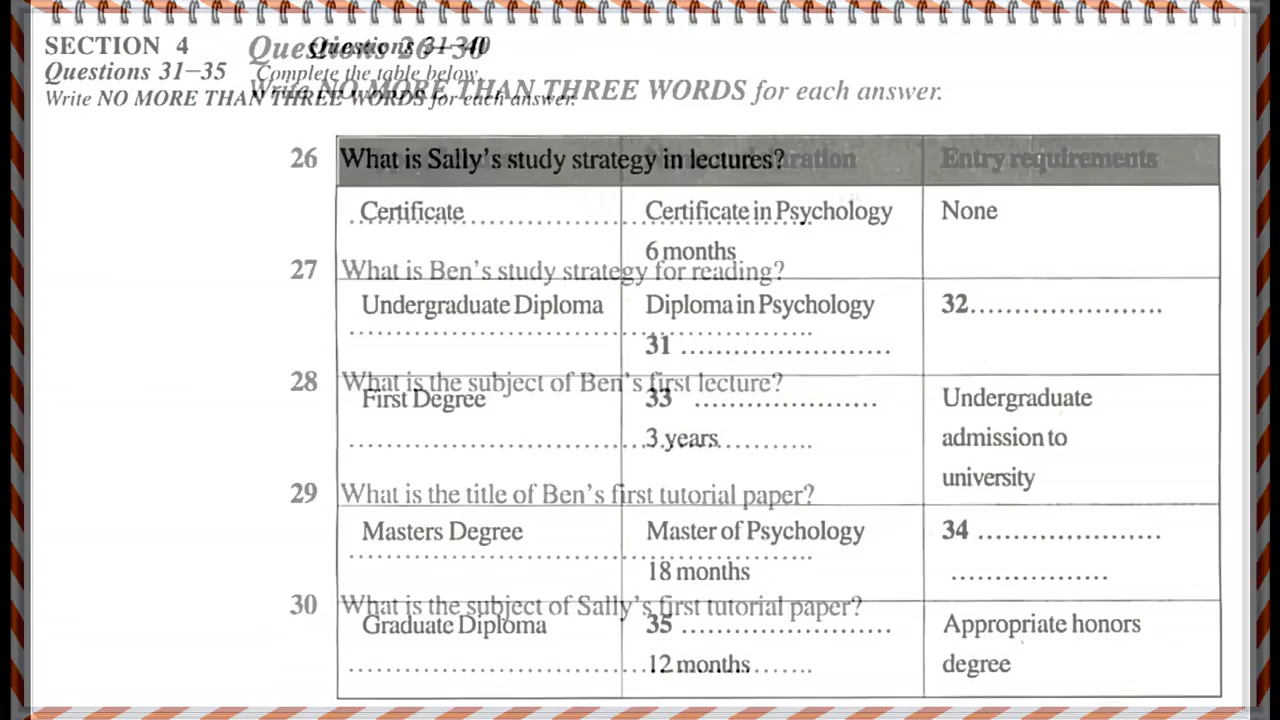 SECTION 4
Questions 31–40
Questions 26–30
Questions 31–35
Complete the table below.
Write NO MORE THAN THREE WORDS for each answer.
Write NO MORE THAN THREE WORDS for each answer.
26 What is Sally's study strategy in lectures?
Entry requirements
Certificate
Certificate in Psychology
6 months
None
27 What is Ben's study strategy for reading?
Undergraduate Diploma
Diploma in Psychology
31 ......................
32......................
28 What is the subject of Ben's first lecture?
First Degree
33 ....................
3 years
Undergraduate
admission to
university
29 What is the title of Ben's first tutorial paper?
Masters Degree
Master of Psychology
18 months
34 ....................
.................
30 What is the subject of Sally's first tutorial paper?
Graduate Diploma
35 ......................
12 months
Appropriate honors
degree